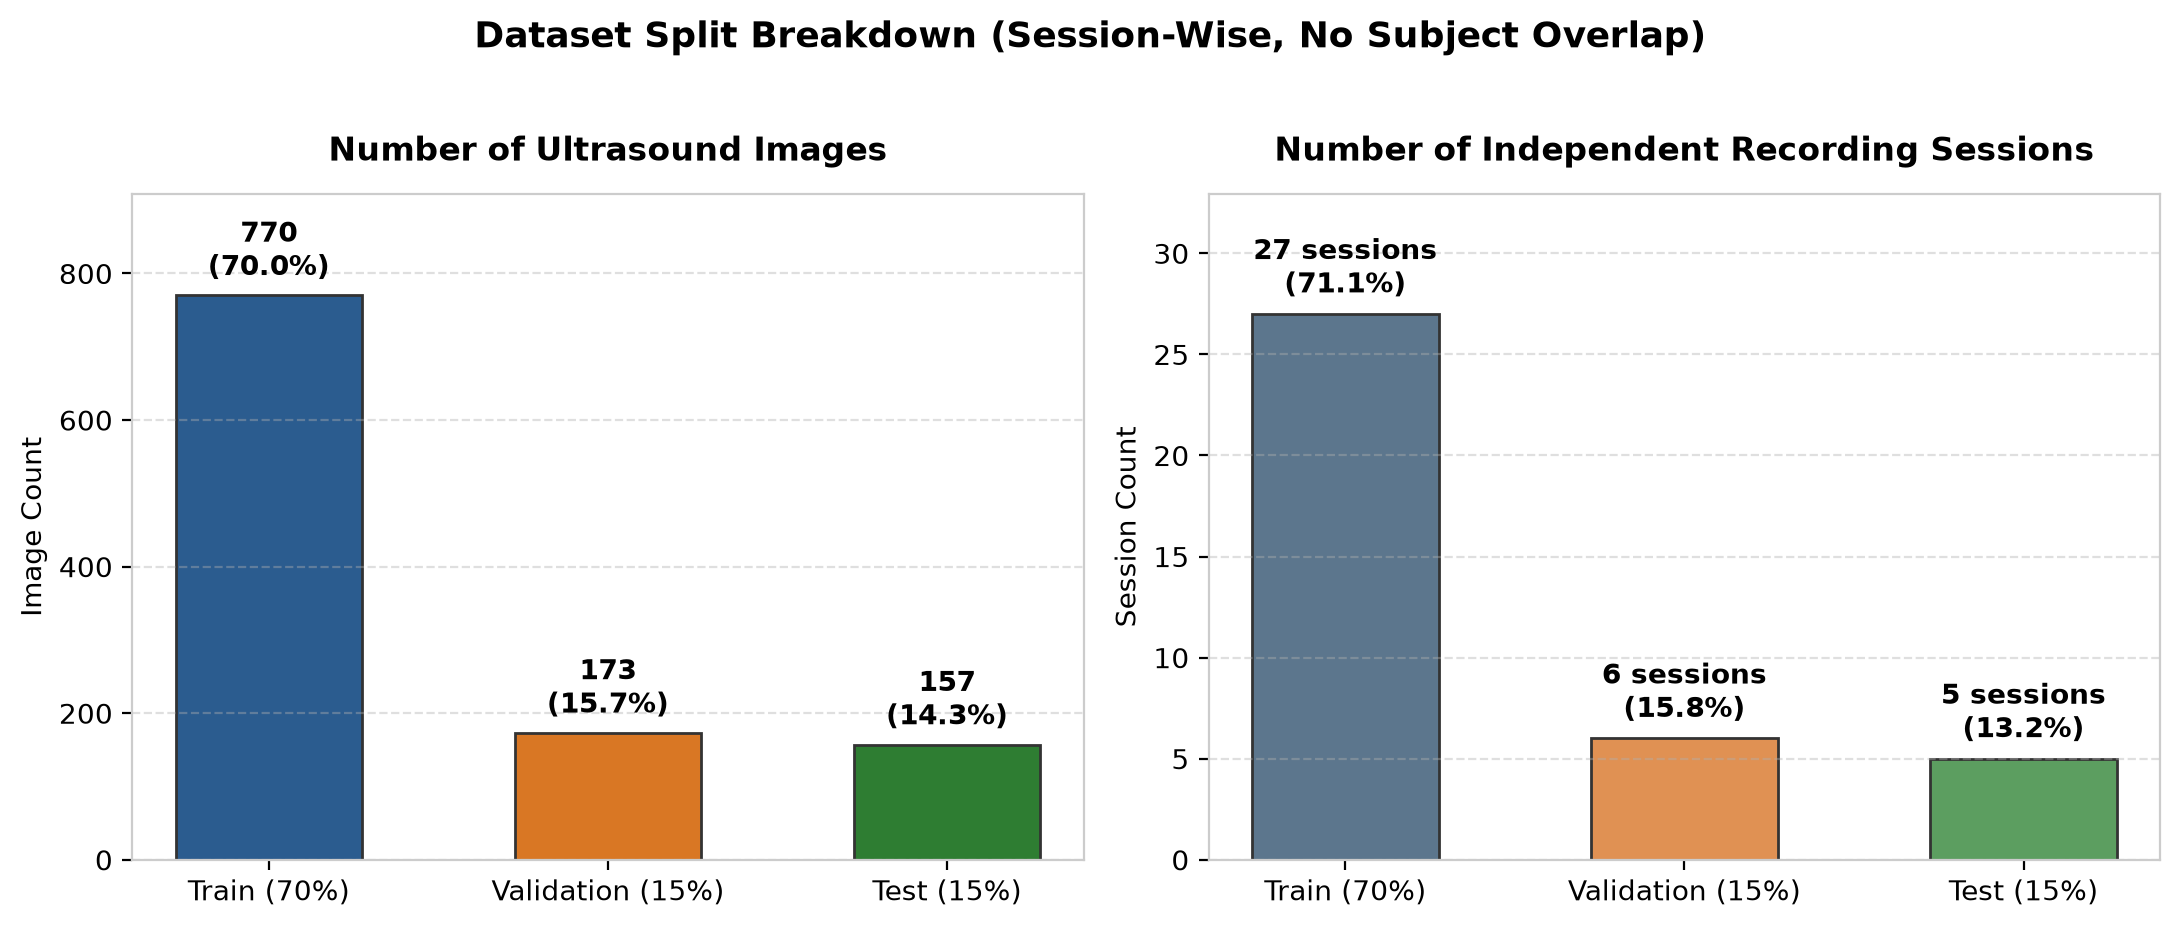 Dataset Split Breakdown (Session-Wise, No Subject Overlap)
Number of Ultrasound Images
Image Count
800
600
400
200
0
770
(70.0%)
173
(15.7%)
157
(14.3%)
Train (70%)
Validation (15%)
Test (15%)
Number of Independent Recording Sessions
Session Count
30
25
20
15
10
5
0
27 sessions
(71.1%)
6 sessions
(15.8%)
5 sessions
(13.2%)
Train (70%)
Validation (15%)
Test (15%)